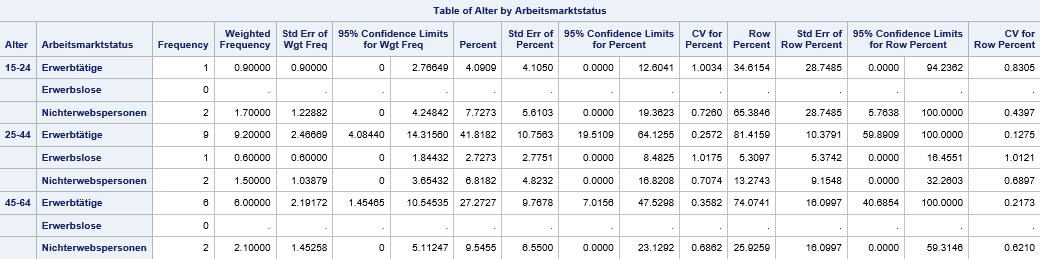 Table of Alter by Arbeitsmarktstatus
Alter Arbeitsmarktstatus Frequency Weighted Frequency Std Err of Wgt Freq 95% Confidence Limits for Wgt Freq Percent Std Err of Percent 95% Confidence Limits for Percent CV for Percent Row Percent Std Err of Row Percent 95% Confidence Limits for Row Percent CV for Row Percent
15-24 Erwerbtätige 1 0.90000 0.90000 0 2.76649 4.0909 4.1050 0.0000 12.6041 1.0034 34.6154 28.7485 0.0000 94.2362 0.8305
Erwerbslose 0 . . . . . . . . . . . . . .
Nichterwebspersonen 2 1.70000 1.22882 0 4.24842 7.7273 5.6103 0.0000 19.3623 0.7260 65.3846 28.7485 5.7638 100.0000 0.4397
25-44 Erwerbtätige 9 9.20000 2.46669 4.08440 14.31560 41.8182 10.7563 19.5109 64.1255 0.2572 81.4159 10.3791 59.8909 100.0000 0.1275
Erwerbslose 1 0.60000 0.60000 0 1.84432 2.7273 2.7751 0.0000 8.4825 1.0175 5.3097 5.3742 0.0000 16.4551 1.0121
Nichterwebspersonen 2 1.50000 1.03879 0 3.65432 6.8182 4.8232 0.0000 16.8208 0.7074 13.2743 9.1548 0.0000 32.2603 0.6897
45-64 Erwerbtätige 6 6.00000 2.19172 1.45465 10.54535 27.2727 9.7678 7.0156 47.5298 0.3582 74.0741 16.0997 40.6854 100.0000 0.2173
Erwerbslose 0 . . . . . . . . . . . . . .
Nichterwebspersonen 2 2.10000 1.45258 0 5.11247 9.5455 6.5500 0.0000 23.1292 0.6862 25.9259 16.0997 0.0000 59.3146 0.6210